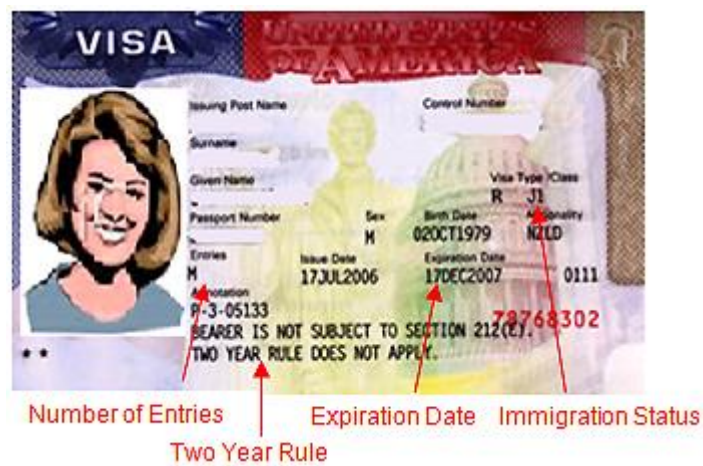 VISA UNITED STATES OF AMERICA
Issuing Post Name Control Number
Surname
Given Name Visa Type /Class
R J1
Passport Number Sex Birth Date Nationality
M 02OCT1979 NZLD
Entries Issue Date Expiration Date
M 17JUL2006 17DEC2007 0111
Annotation
P-3-05133 78768302
BEARER IS NOT SUBJECT TO SECTION 212(E).
TWO YEAR RULE DOES NOT APPLY.
**
Number of Entries Expiration Date Immigration Status
Two Year Rule